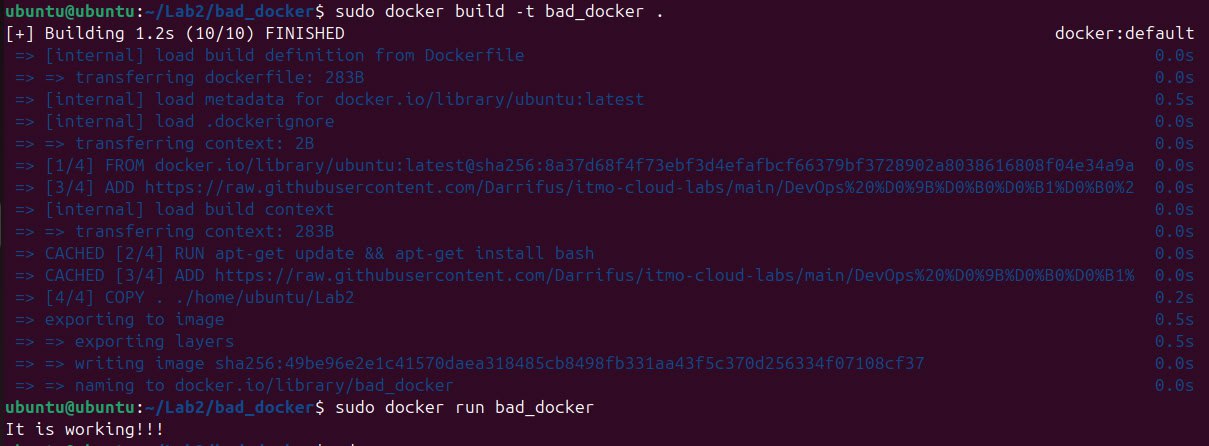 ubuntu@ubuntu:~/Lab2/bad_docker$ sudo docker build -t bad_docker .
[+] Building 1.2s (10/10) FINISHED docker:default
=> [internal] load build definition from Dockerfile 0.0s
=> => transferring dockerfile: 283B 0.0s
=> [internal] load metadata for docker.io/library/ubuntu:latest 0.5s
=> [internal] load .dockerignore 0.0s
=> => transferring context: 2B 0.0s
=> [1/4] FROM docker.io/library/ubuntu:latest@sha256:8a37d68f4f73ebf3d4efafbcf66379bf3728902a8038616808f04e34a9a 0.0s
=> [3/4] ADD https://raw.githubusercontent.com/Darrifus/itmo-cloud-labs/main/DevOps%20%D0%9B%D0%B0%D0%B1%D0%B0%2 0.0s
=> [internal] load build context 0.0s
=> => transferring context: 283B 0.0s
=> CACHED [2/4] RUN apt-get update && apt-get install bash 0.0s
=> CACHED [3/4] ADD https://raw.githubusercontent.com/Darrifus/itmo-cloud-labs/main/DevOps%20%D0%9B%D0%B0%D0%B1% 0.0s
=> [4/4] COPY . ./home/ubuntu/Lab2 0.2s
=> exporting to image 0.5s
=> => exporting layers 0.5s
=> => writing image sha256:49be96e2e1c41570daea318485cb8498fb331aa43f5c370d256334f07108cf37 0.0s
=> => naming to docker.io/library/bad_docker 0.0s
ubuntu@ubuntu:~/Lab2/bad_docker$ sudo docker run bad_docker
It is working!!!